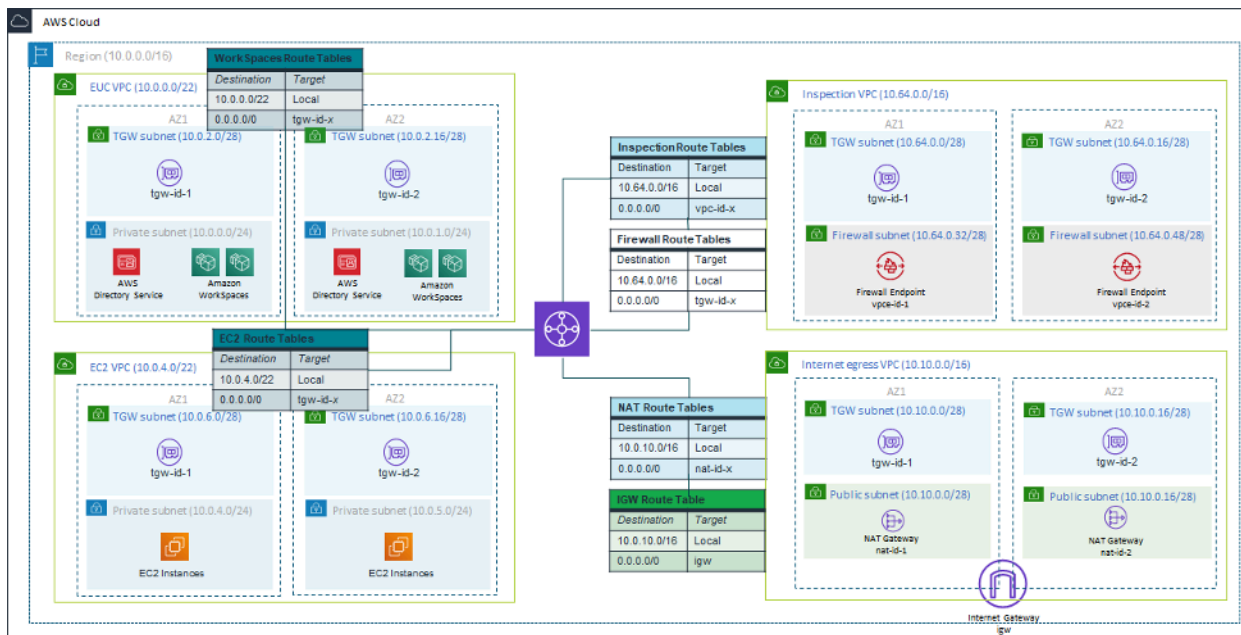 AWS Cloud
Region (10.0.0.0/16)
WorkSpaces Route Tables
Destination Target
10.0.0.0/22 Local
0.0.0.0/0 tgw-id-x
EUC VPC (10.0.0.0/22)
AZ1
TGW subnet (10.0.2.0/28)
tgw-id-1
Private subnet (10.0.0.0/24)
AWS
Directory Service
Amazon
WorkSpaces
AZ2
TGW subnet (10.0.2.16/28)
tgw-id-2
Private subnet (10.0.1.0/24)
AWS
Directory Service
Amazon
WorkSpaces
EC2 Route Tables
Destination Target
10.0.4.0/22 Local
0.0.0.0/0 tgw-id-x
EC2 VPC (10.0.4.0/22)
AZ1
TGW subnet (10.0.6.0/28)
tgw-id-1
Private subnet (10.0.4.0/24)
EC2 Instances
AZ2
TGW subnet (10.0.6.16/28)
tgw-id-2
Private subnet (10.0.5.0/24)
EC2 Instances
Inspection Route Tables
Destination Target
10.64.0.0/16 Local
0.0.0.0/0 vpc-id-x
Firewall Route Tables
Destination Target
10.64.0.0/16 Local
0.0.0.0/0 tgw-id-x
NAT Route Tables
Destination Target
10.0.10.0/16 Local
0.0.0.0/0 nat-id-x
IGW Route Table
Destination Target
10.0.10.0/16 Local
0.0.0.0/0 igw
Inspection VPC (10.64.0.0/16)
AZ1
TGW subnet (10.64.0.0/28)
tgw-id-1
Firewall subnet (10.64.0.32/28)
Firewall Endpoint
vpce-id-1
AZ2
TGW subnet (10.64.0.16/28)
tgw-id-2
Firewall subnet (10.64.0.48/28)
Firewall Endpoint
vpce-id-2
Internet egress VPC (10.10.0.0/16)
AZ1
TGW subnet (10.10.0.0/28)
tgw-id-1
Public subnet (10.10.0.0/28)
NAT Gateway
nat-id-1
AZ2
TGW subnet (10.10.0.16/28)
tgw-id-2
Public subnet (10.10.0.16/28)
NAT Gateway
nat-id-2
Internet Gateway
igw